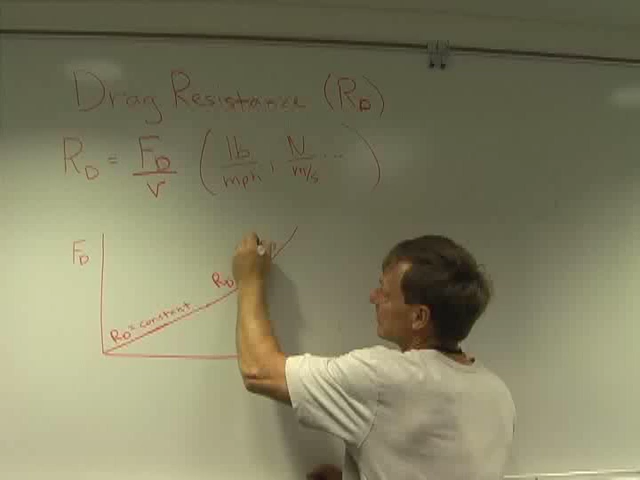 Drag Resistance (R_D)
R_D = F_D / v ( lb / mph , N / m/s ... )
F_D
R_D
R_D = constant